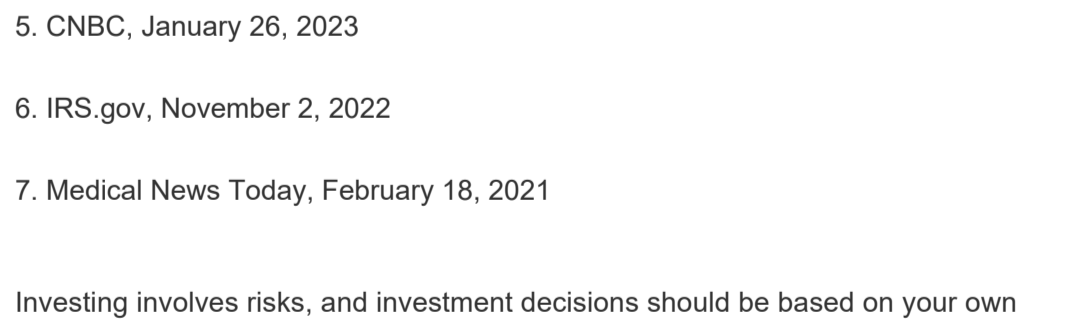 5. CNBC, January 26, 2023
6. IRS.gov, November 2, 2022
7. Medical News Today, February 18, 2021
Investing involves risks, and investment decisions should be based on your own